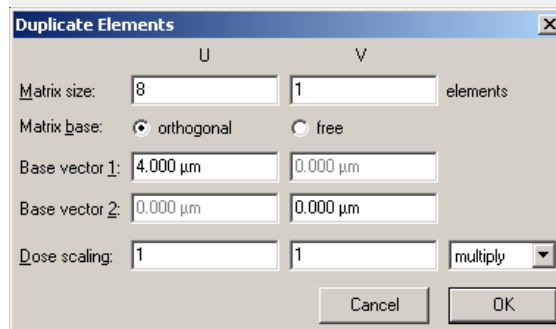 Duplicate Elements
U V
Matrix size: 8 1 elements
Matrix base: orthogonal free
Base vector 1: 4.000 µm 0.000 µm
Base vector 2: 0.000 µm 0.000 µm
Dose scaling: 1 1 multiply
Cancel OK